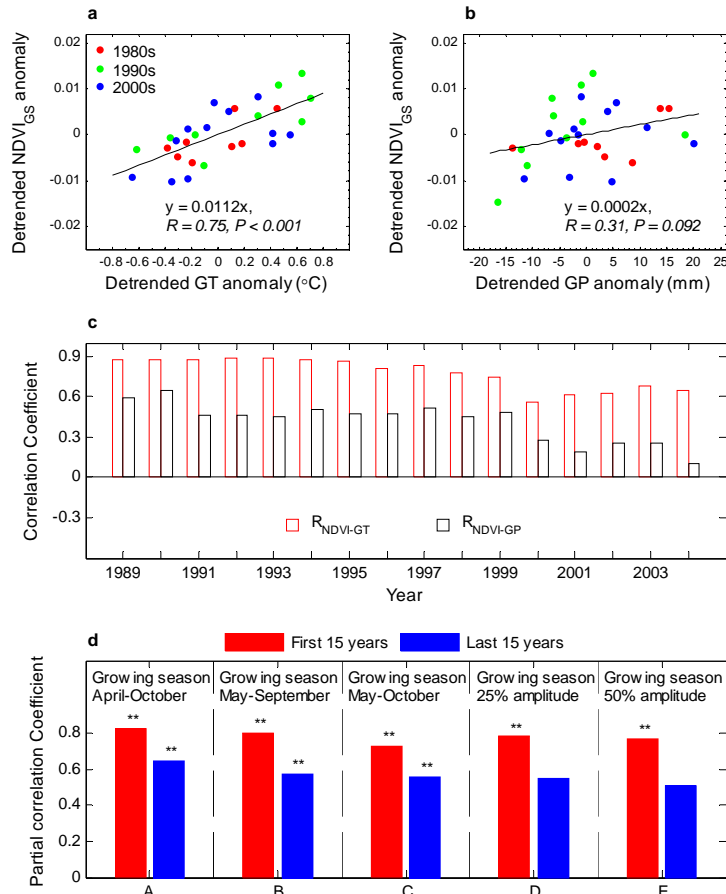 a
b
0.02
0.01
0
-0.01
-0.02
Detrended NDVI_GS anomaly
1980s
1990s
2000s
y = 0.0112x,
R = 0.75, P < 0.001
-0.8 -0.6 -0.4 -0.2 0 0.2 0.4 0.6 0.8
Detrended GT anomaly (°C)
0.02
0.01
0
-0.01
-0.02
Detrended NDVI_GS anomaly
y = 0.0002x,
R = 0.31, P = 0.092
-20 -15 -10 -5 0 5 10 15 20 25
Detrended GP anomaly (mm)
c
0.9
0.6
0.3
0
-0.3
Correlation Coefficient
R_NDVI-GT R_NDVI-GP
1989 1991 1993 1995 1997 1999 2001 2003
Year
d
First 15 years Last 15 years
Growing season Growing season Growing season Growing season Growing season
April-October May-September May-October 25% amplitude 50% amplitude
0.8
0.6
0.4
0.2
0
Partial correlation Coefficient
** ** ** ** ** ** ** **
A B C D E